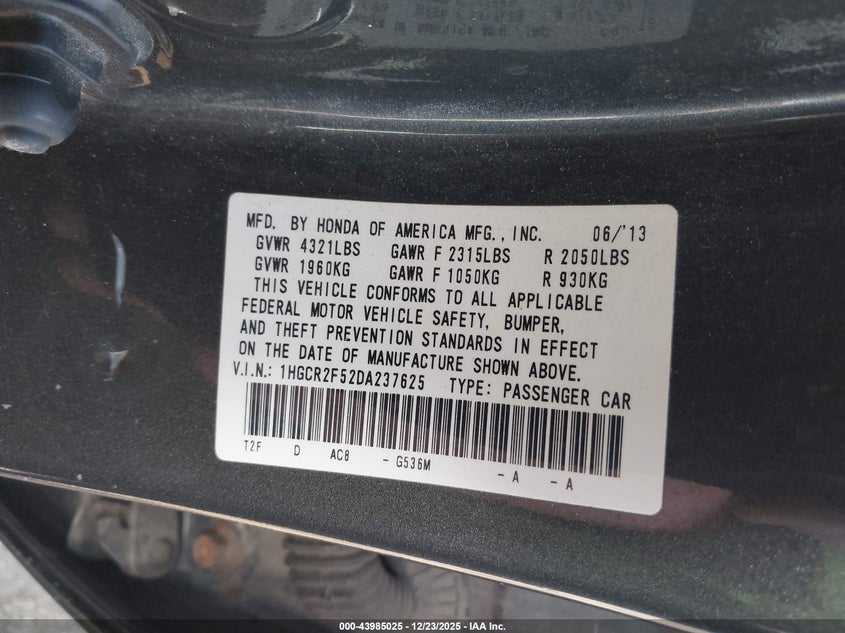 MFD. BY HONDA OF AMERICA MFG., INC. 06/'13
GVWR 4321LBS GAWR F 2315LBS R 2050LBS
GVWR 1960KG GAWR F 1050KG R 930KG
THIS VEHICLE CONFORMS TO ALL APPLICABLE
FEDERAL MOTOR VEHICLE SAFETY, BUMPER,
AND THEFT PREVENTION STANDARDS IN EFFECT
ON THE DATE OF MANUFACTURE SHOWN ABOVE.
V.I.N.: 1HGCR2F52DA237625 TYPE: PASSENGER CAR
T2F D AC8 - G536M - A - A
000-43985025 - 12/23/2025 - IAA Inc.